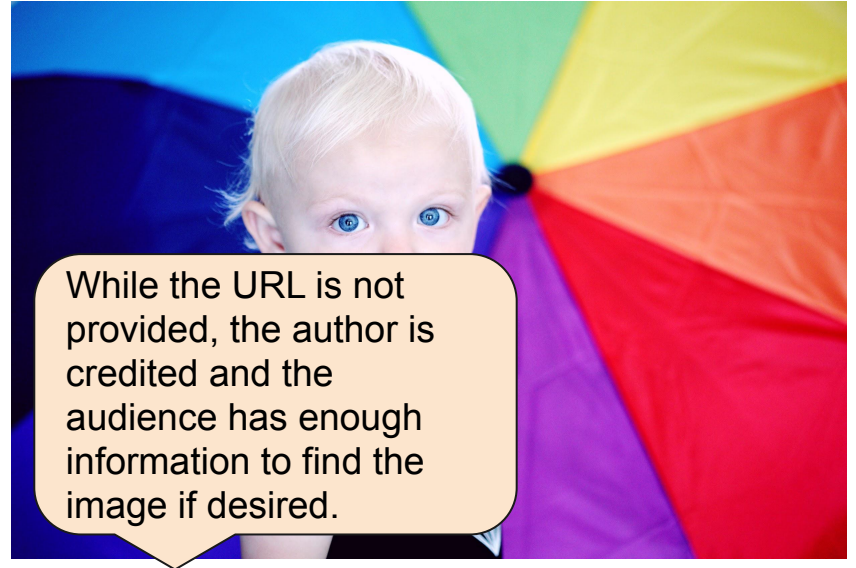 While the URL is not
provided, the author is
credited and the
audience has enough
information to find the
image if desired.